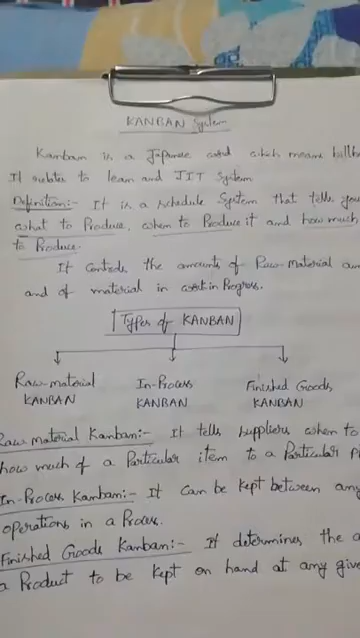 KANBAN System
Kanban is a Japanese word which means billb
It relates to lean and JIT System
Definition:- It is a schedule System that tells you
what to Produce, when to Produce it and how much
to Produce.
It controls the amounts of Raw material
and of material in work in Progress.
Types of KANBAN
Raw material KANBAN
In-Process KANBAN
Finished Goods KANBAN
Raw material Kanban:- It tells suppliers when to
how much of a Particular item to a Particular
In-Process Kanban:- It can be kept between any
operations in a Process.
Finished Goods Kanban:- It determines the a
a Product to be kept on hand at any give